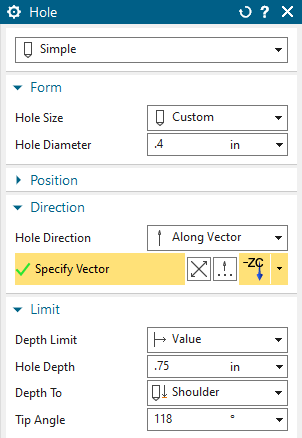 Hole
Simple
Form
Hole Size Custom
Hole Diameter .4 in
Position
Direction
Hole Direction Along Vector
Specify Vector -ZC
Limit
Depth Limit Value
Hole Depth .75 in
Depth To Shoulder
Tip Angle 118 °